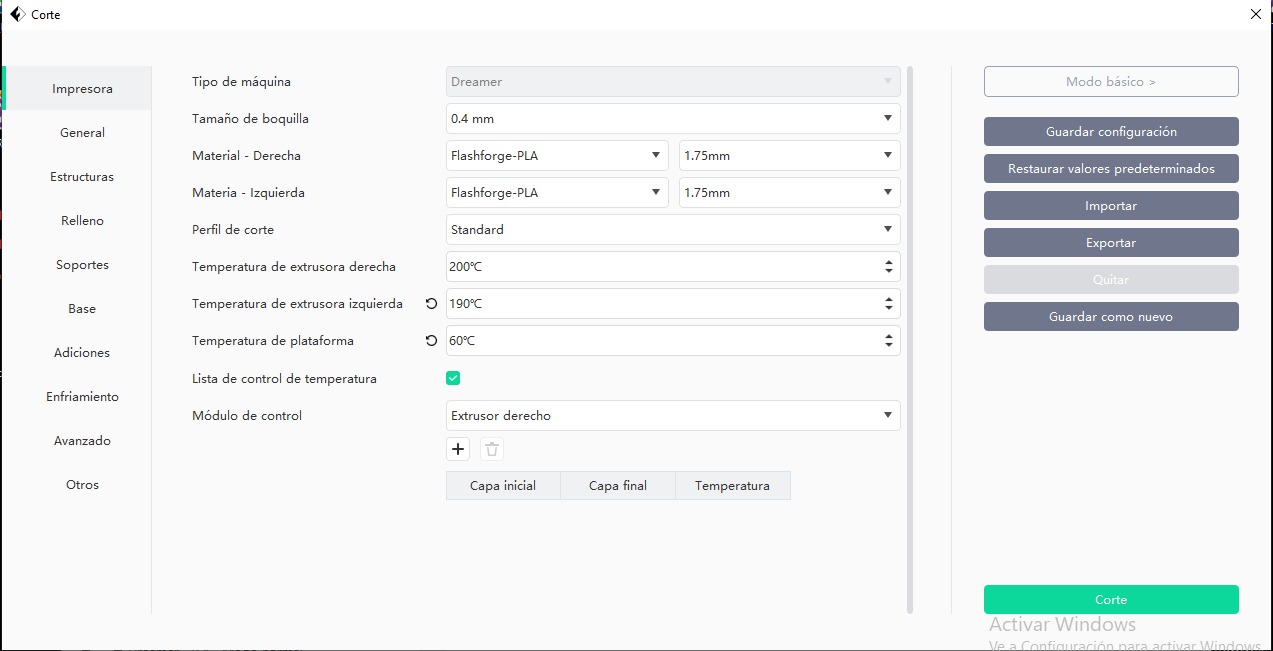 Corte
Impresora
General
Estructuras
Relleno
Soportes
Base
Adiciones
Enfriamiento
Avanzado
Otros
Tipo de máquina Dreamer
Tamaño de boquilla 0.4 mm
Material - Derecha Flashforge-PLA 1.75mm
Materia - Izquierda Flashforge-PLA 1.75mm
Perfil de corte Standard
Temperatura de extrusora derecha 200℃
Temperatura de extrusora izquierda 190℃
Temperatura de plataforma 60℃
Lista de control de temperatura
Módulo de control Extrusor derecho
Capa inicial Capa final Temperatura
Modo básico >
Guardar configuración
Restaurar valores predeterminados
Importar
Exportar
Quitar
Guardar como nuevo
Corte
Activar Windows
Ve a Configuración para activar Windows.